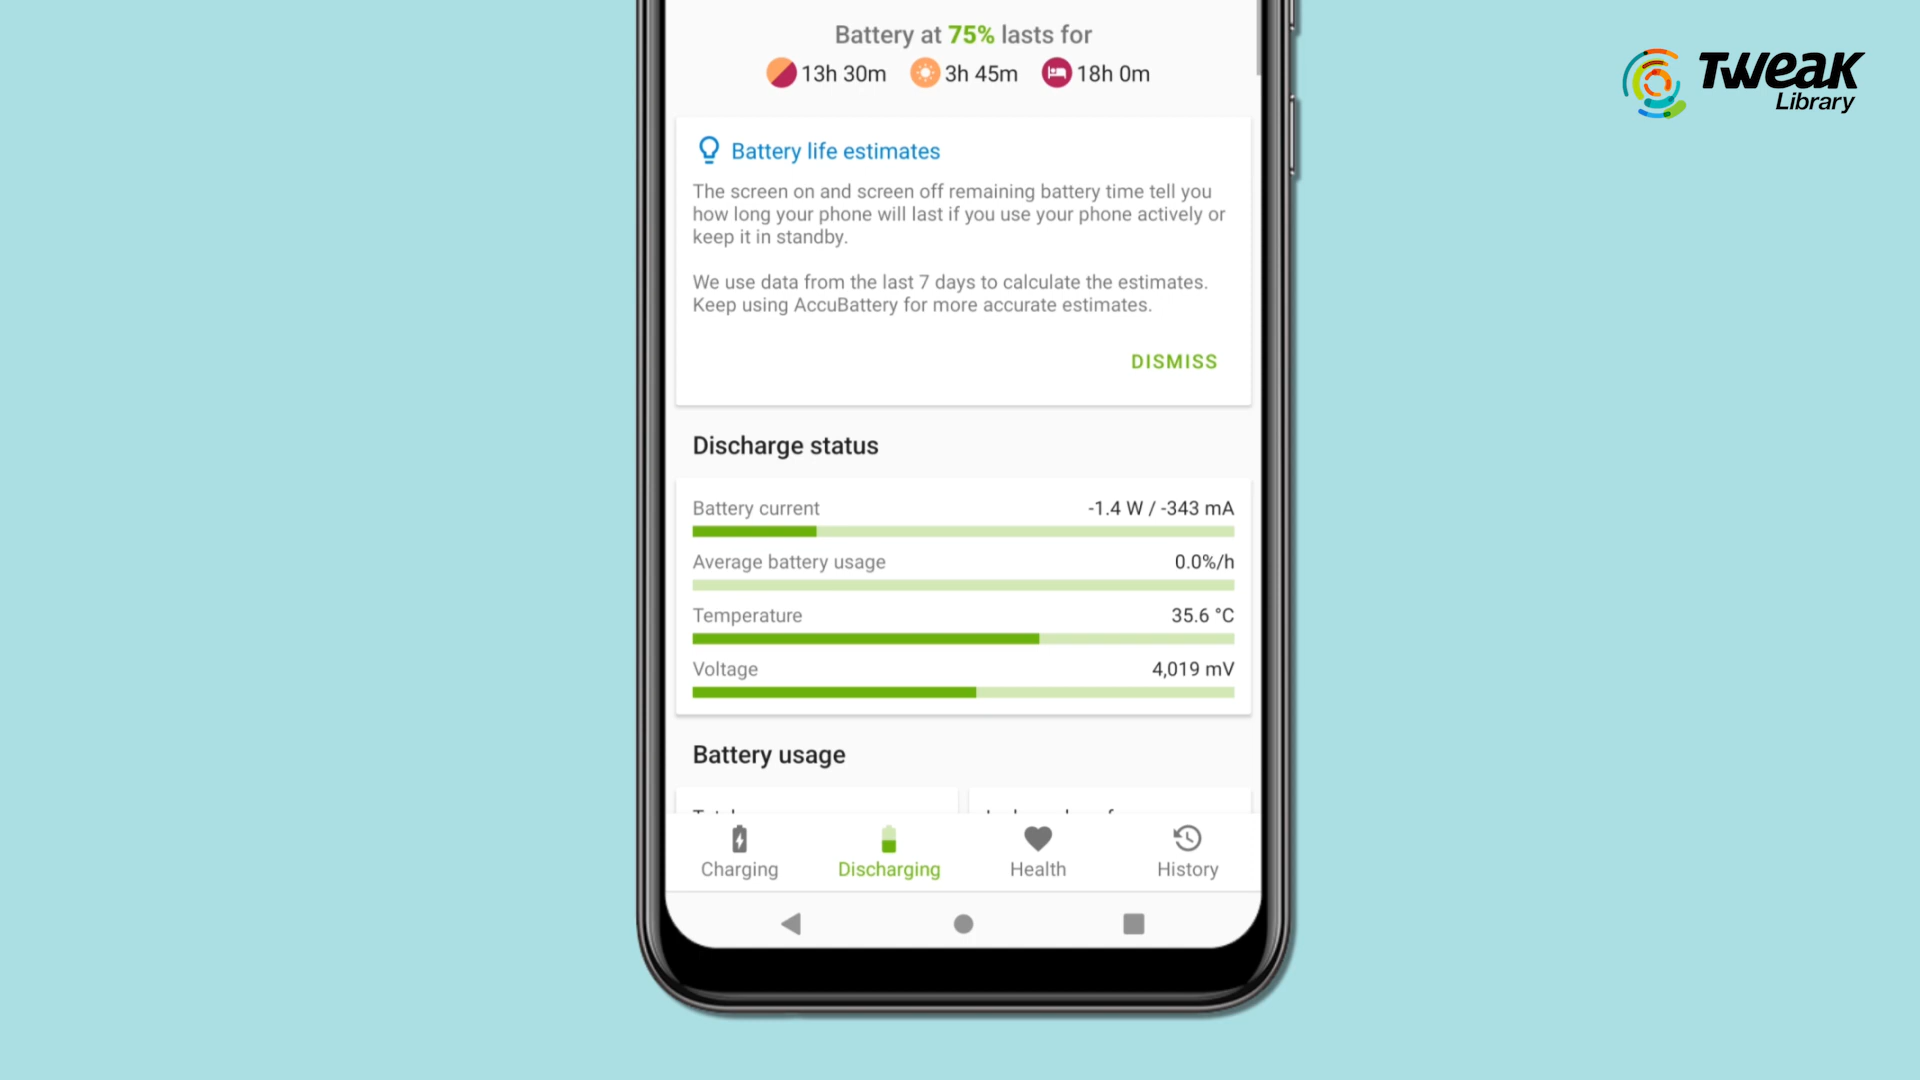 Battery at 75% lasts for
13h 30m 3h 45m 18h 0m
TWEAK
Library
Battery life estimates
The screen on and screen off remaining battery time tell you
how long your phone will last if you use your phone actively or
keep it in standby.
We use data from the last 7 days to calculate the estimates.
Keep using AccuBattery for more accurate estimates.
DISMISS
Discharge status
Battery current -1.4 W / -343 mA
Average battery usage 0.0%/h
Temperature 35.6 °C
Voltage 4,019 mV
Battery usage
Charging Discharging Health History